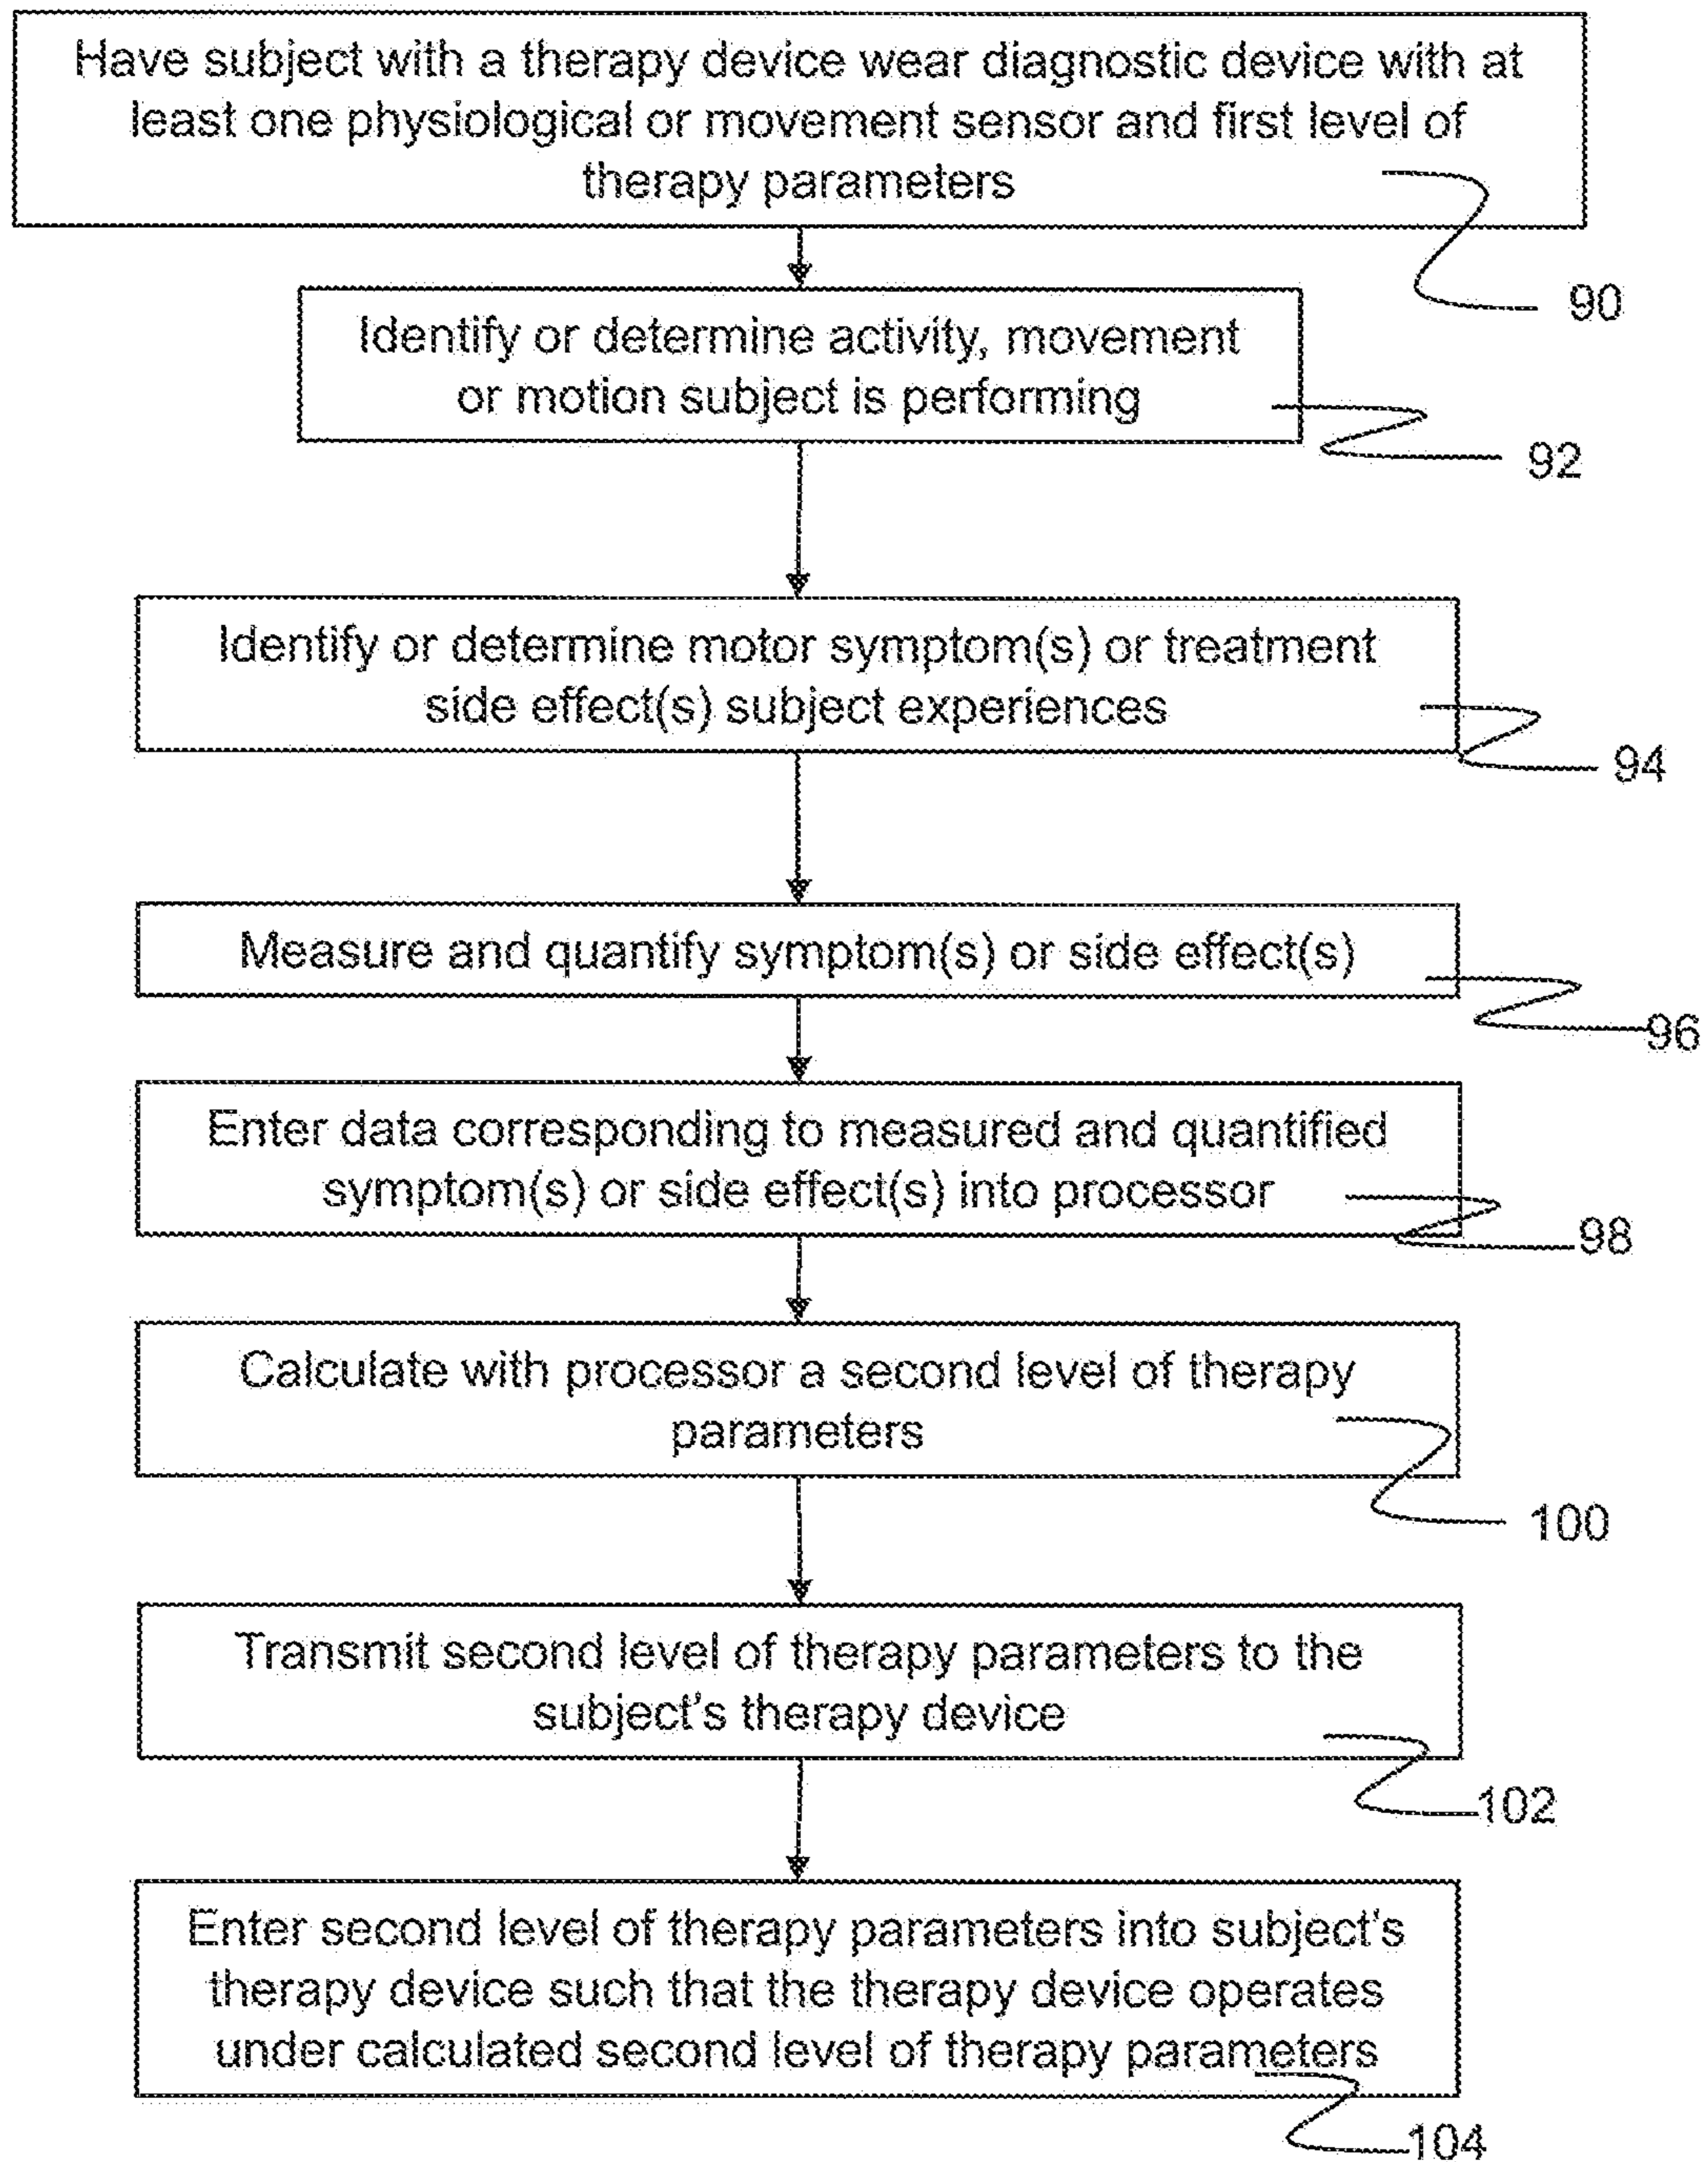 Have subject with a therapy device wear diagnostic device with at
least one physiological or movement sensor and first level of
therapy parameters
90
Identify or determine activity, movement
or motion subject is performing
92
Identify or determine motor symptom(s) or treatment
side effect(s) subject experiences
94
Measure and quantify symptom(s) or side effect(s)
96
Enter data corresponding to measured and quantified
symptom(s) or side effect(s) into processor
98
Calculate with processor a second level of therapy
parameters
100
Transmit second level of therapy parameters to the
subject's therapy device
102
Enter second level of therapy parameters into subject's
therapy device such that the therapy device operates
under calculated second level of therapy parameters
104